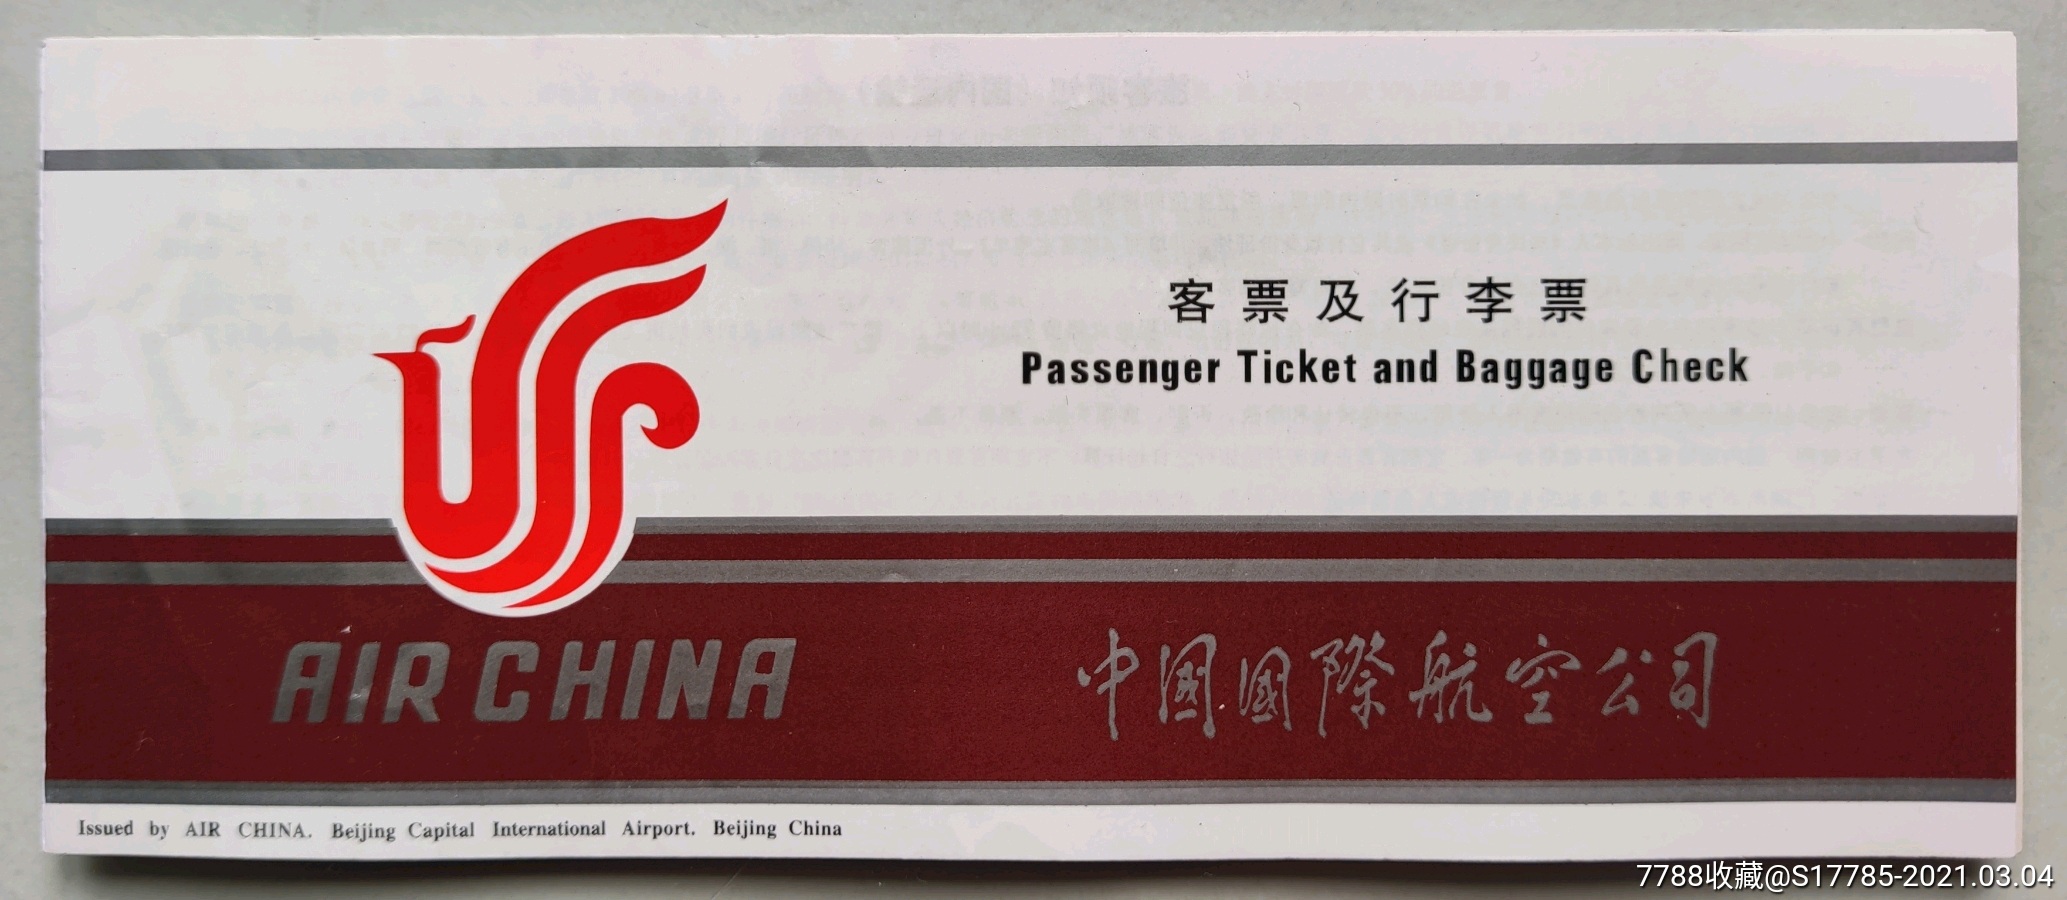 客票及行李票
Passenger Ticket and Baggage Check
AIR CHINA
中国國際航空公司
Issued by AIR CHINA. Beijing Capital International Airport. Beijing China
7788收藏@S17785-2021.03.04